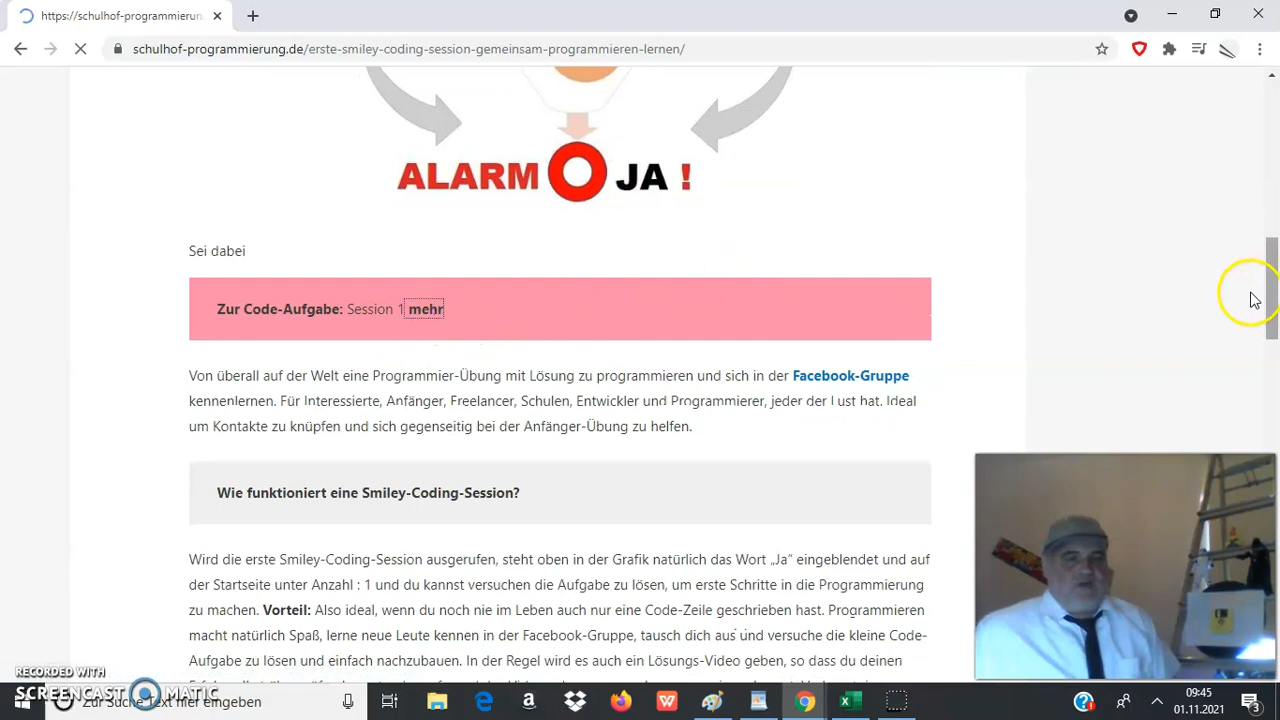 https://schulhof-programmierun
schulhof-programmierung.de/erste-smiley-coding-session-gemeinsam-programmieren-lernen/
ALARM JA !
Sei dabei
Zur Code-Aufgabe: Session 1 mehr
Von überall auf der Welt eine Programmier-Übung mit Lösung zu programmieren und sich in der Facebook-Gruppe
kennenlernen. Für Interessierte, Anfänger, Freelancer, Schulen, Entwickler und Programmierer, jeder der Lust hat. Ideal
um Kontakte zu knüpfen und sich gegenseitig bei der Anfänger-Übung zu helfen.
Wie funktioniert eine Smiley-Coding-Session?
Wird die erste Smiley-Coding-Session ausgerufen, steht oben in der Grafik natürlich das Wort „Ja“ eingeblendet und auf
der Startseite unter Anzahl : 1 und du kannst versuchen die Aufgabe zu lösen, um erste Schritte in die Programmierung
zu machen. Vorteil: Also ideal, wenn du noch nie im Leben auch nur eine Code-Zeile geschrieben hast. Programmieren
macht natürlich Spaß, lerne neue Leute kennen in der Facebook-Gruppe, tausch dich aus und versuche die kleine Code-
Aufgabe zu lösen und einfach nachzubauen. In der Regel wird es auch ein Lösungs-Video geben, so dass du deinen
RECORDED WITH
SCREENCAST MATIC
Zur Suche Text hier eingeben
09:45
01.11.2021
3